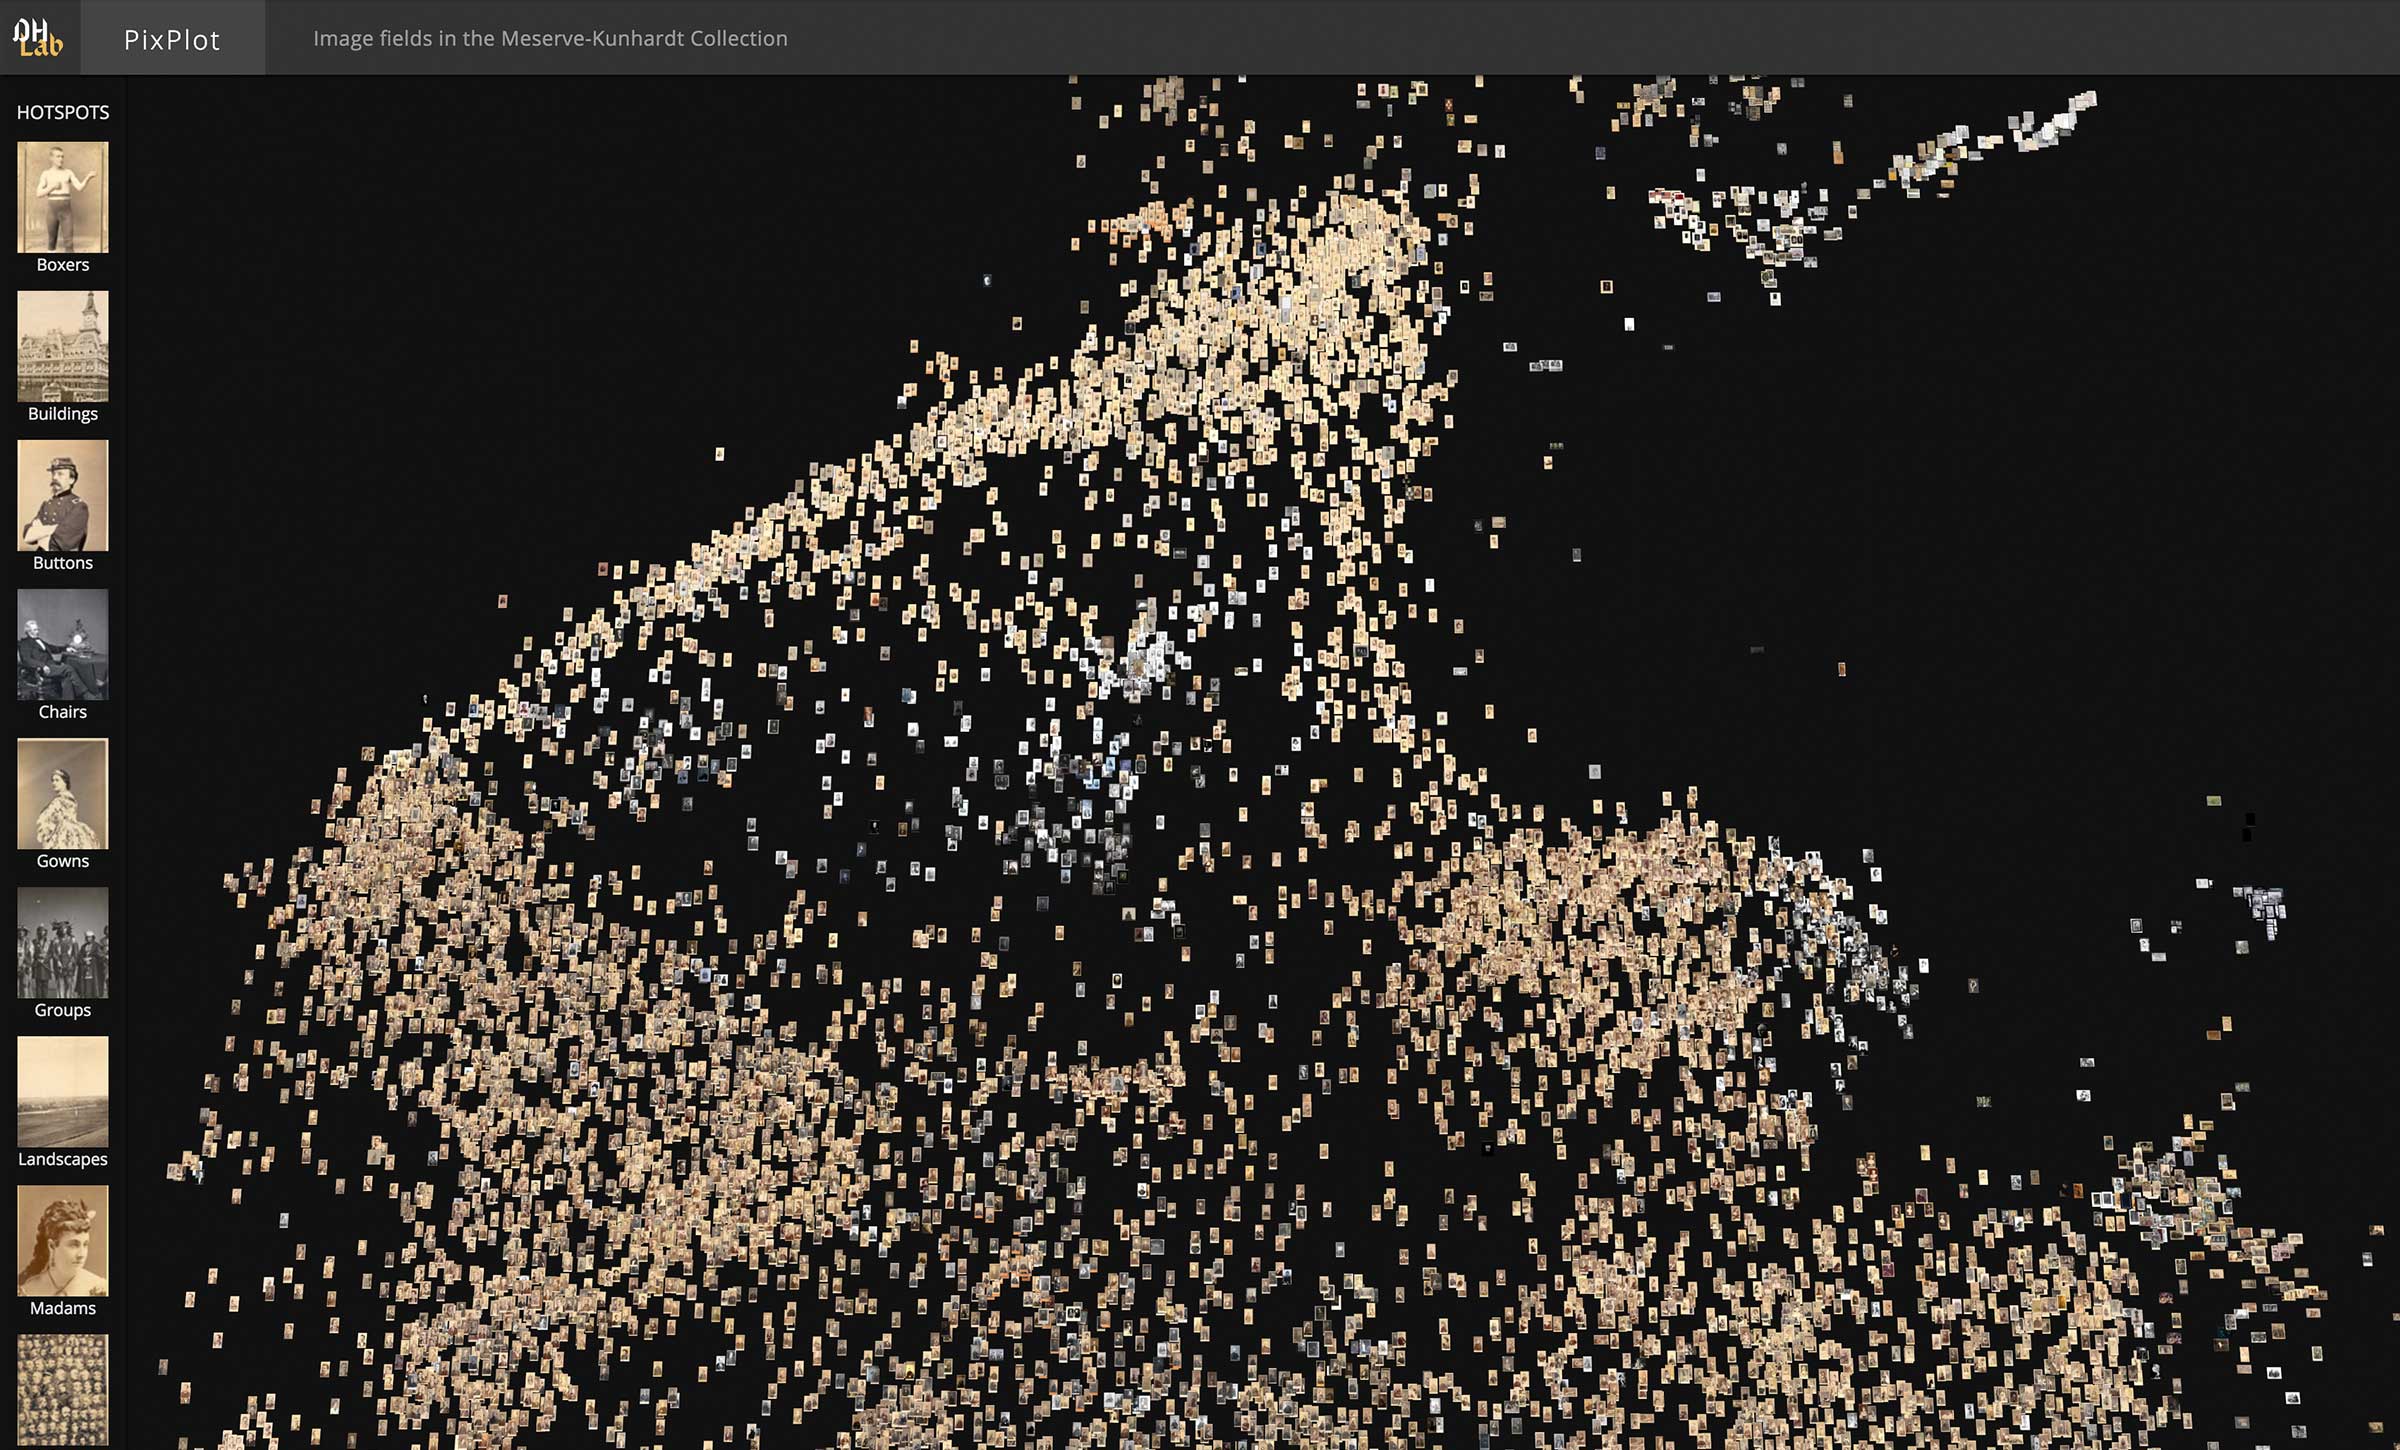 DH
Lab
PixPlot
Image fields in the Meserve-Kunhardt Collection
HOTSPOTS
Boxers
Buildings
Buttons
Chairs
Gowns
Groups
Landscapes
Madams